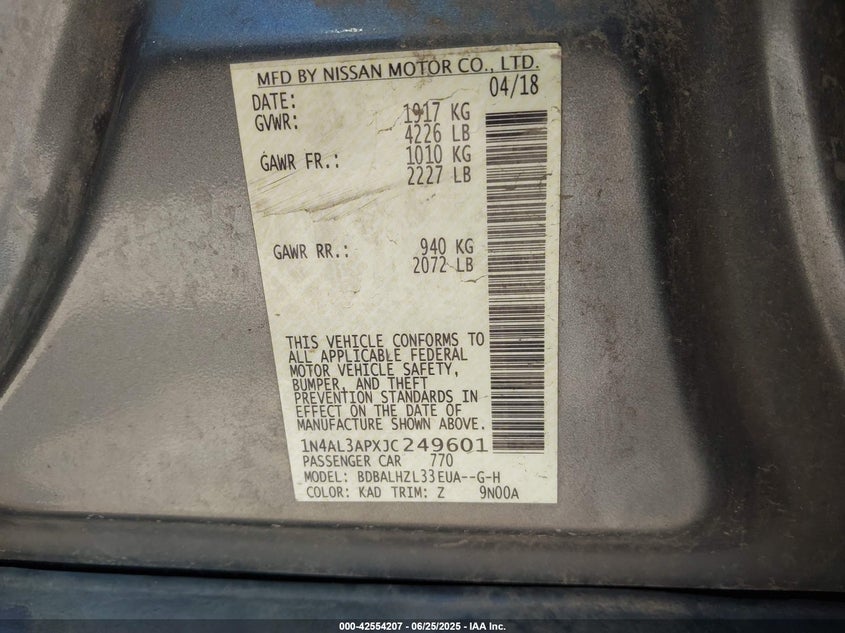 MFD BY NISSAN MOTOR CO., LTD.
DATE: 04/18
GVWR: 1917 KG
4226 LB
GAWR FR.: 1010 KG
2227 LB
GAWR RR.: 940 KG
2072 LB
THIS VEHICLE CONFORMS TO
ALL APPLICABLE FEDERAL
MOTOR VEHICLE SAFETY,
BUMPER, AND THEFT
PREVENTION STANDARDS IN
EFFECT ON THE DATE OF
MANUFACTURE SHOWN ABOVE.
1N4AL3APXJC249601
PASSENGER CAR 770
MODEL: BDBALHZL33EUA--G-H
COLOR: KAD TRIM: Z 9N00A
000-42554207 - 06/25/2025 - IAA Inc.